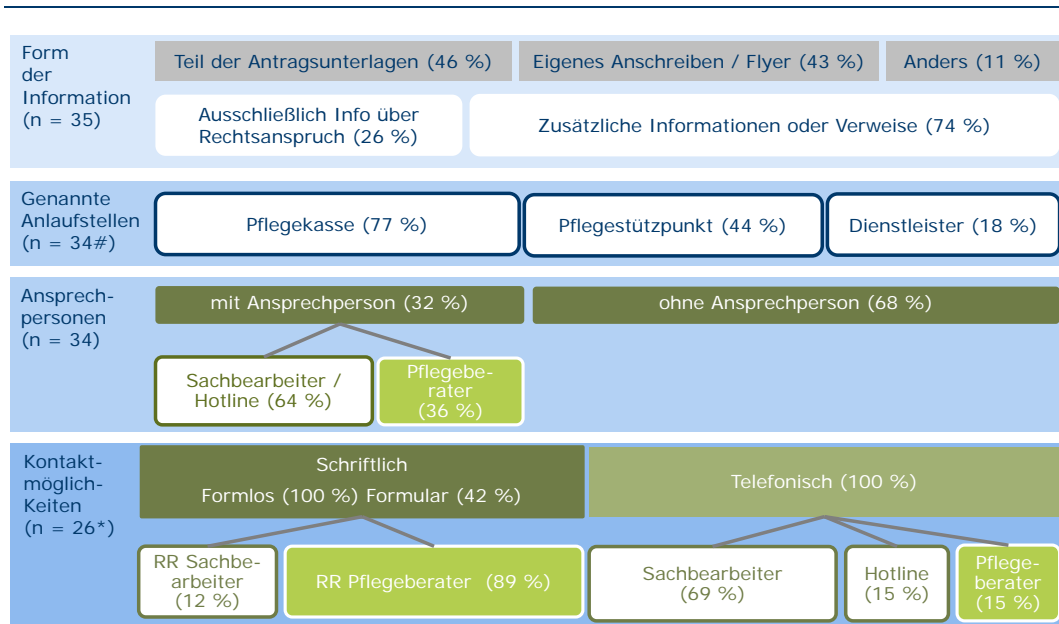 Form
der
Information
(n = 35)
Teil der Antragsunterlagen (46 %)
Eigenes Anschreiben / Flyer (43 %)
Anders (11 %)
Ausschließlich Info über
Rechtsanspruch (26 %)
Zusätzliche Informationen oder Verweise (74 %)
Genannte
Anlaufstellen
(n = 34#)
Pflegekasse (77 %)
Pflegestützpunkt (44 %)
Dienstleister (18 %)
Ansprech-
personen
(n = 34)
mit Ansprechperson (32 %)
ohne Ansprechperson (68 %)
Sachbearbeiter /
Hotline (64 %)
Pflegebe-
rater
(36 %)
Kontakt-
möglich-
Keiten
(n = 26*)
Schriftlich
Formlos (100 %) Formular (42 %)
Telefonisch (100 %)
RR Sachbe-
arbeiter
(12 %)
RR Pflegeberater (89 %)
Sachbearbeiter
(69 %)
Hotline
(15 %)
Pflege-
berater
(15 %)